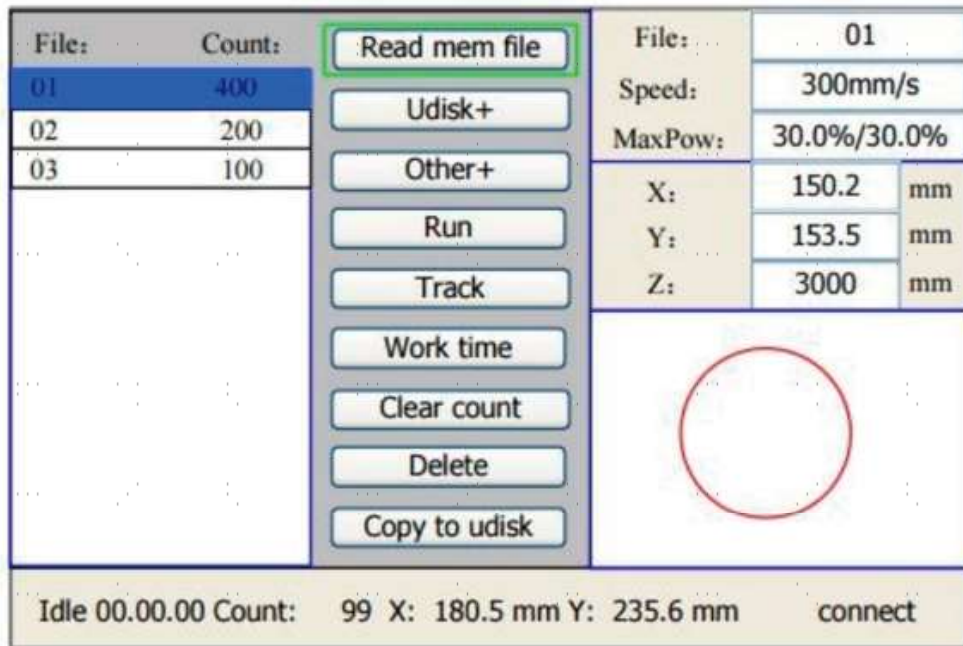 File: Count:
01 400
02 200
03 100
Read mem file
Udisk+
Other+
Run
Track
Work time
Clear count
Delete
Copy to udisk
File: 01
Speed: 300mm/s
MaxPow: 30.0%/30.0%
X: 150.2 mm
Y: 153.5 mm
Z: 3000 mm
Idle 00.00.00 Count: 99 X: 180.5 mm Y: 235.6 mm connect